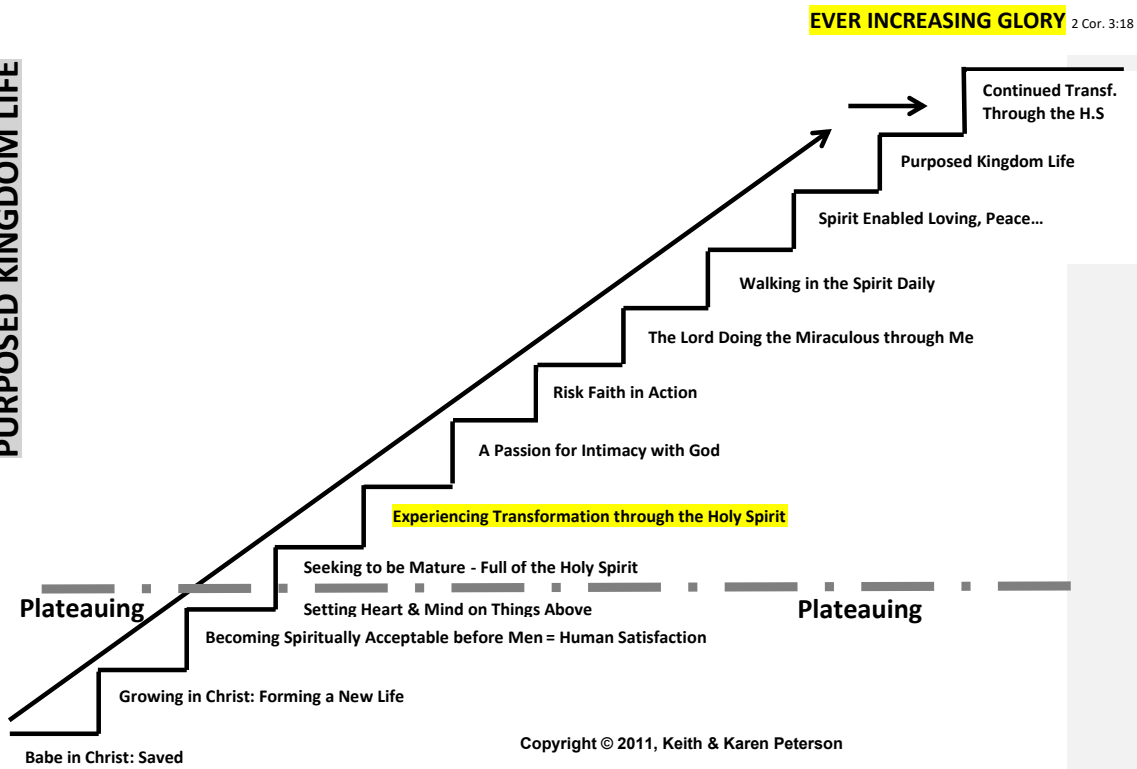 EVER INCREASING GLORY 2 Cor. 3:18
PURPOSED KINGDOM LIFE
Continued Transf.
Through the H.S
Purposed Kingdom Life
Spirit Enabled Loving, Peace…
Walking in the Spirit Daily
The Lord Doing the Miraculous through Me
Risk Faith in Action
A Passion for Intimacy with God
Experiencing Transformation through the Holy Spirit
Seeking to be Mature - Full of the Holy Spirit
Plateauing
Setting Heart & Mind on Things Above
Plateauing
Becoming Spiritually Acceptable before Men = Human Satisfaction
Growing in Christ: Forming a New Life
Copyright © 2011, Keith & Karen Peterson
Babe in Christ: Saved